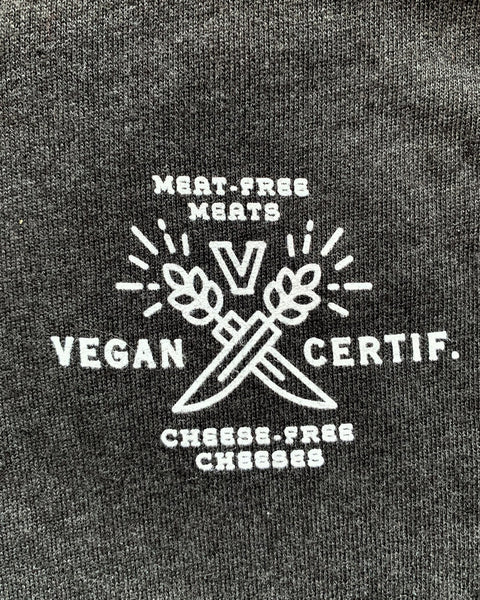 MEAT-FREE
MEATS
V
VEGAN CERTIF.
CHEESE-FREE
CHEESES